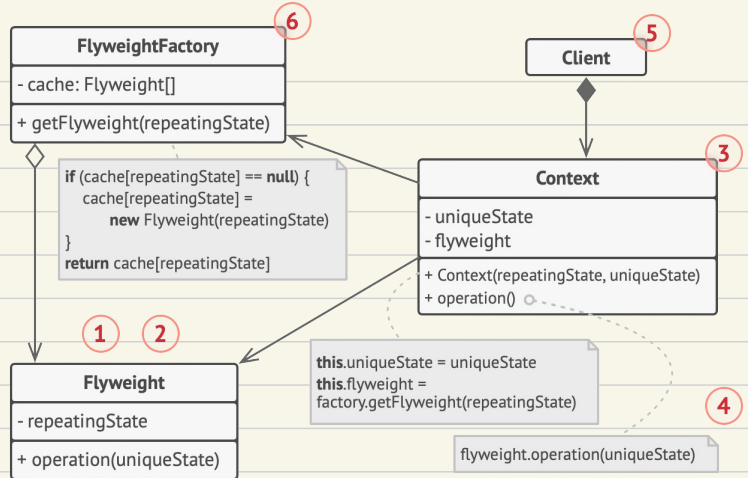 6
FlyweightFactory
- cache: Flyweight[]
+ getFlyweight(repeatingState)
if (cache[repeatingState] == null) {
cache[repeatingState] =
new Flyweight(repeatingState)
}
return cache[repeatingState]
5
Client
3
Context
- uniqueState
- flyweight
+ Context(repeatingState, uniqueState)
+ operation()
1
2
Flyweight
- repeatingState
+ operation(uniqueState)
this.uniqueState = uniqueState
this.flyweight =
factory.getFlyweight(repeatingState)
4
flyweight.operation(uniqueState)